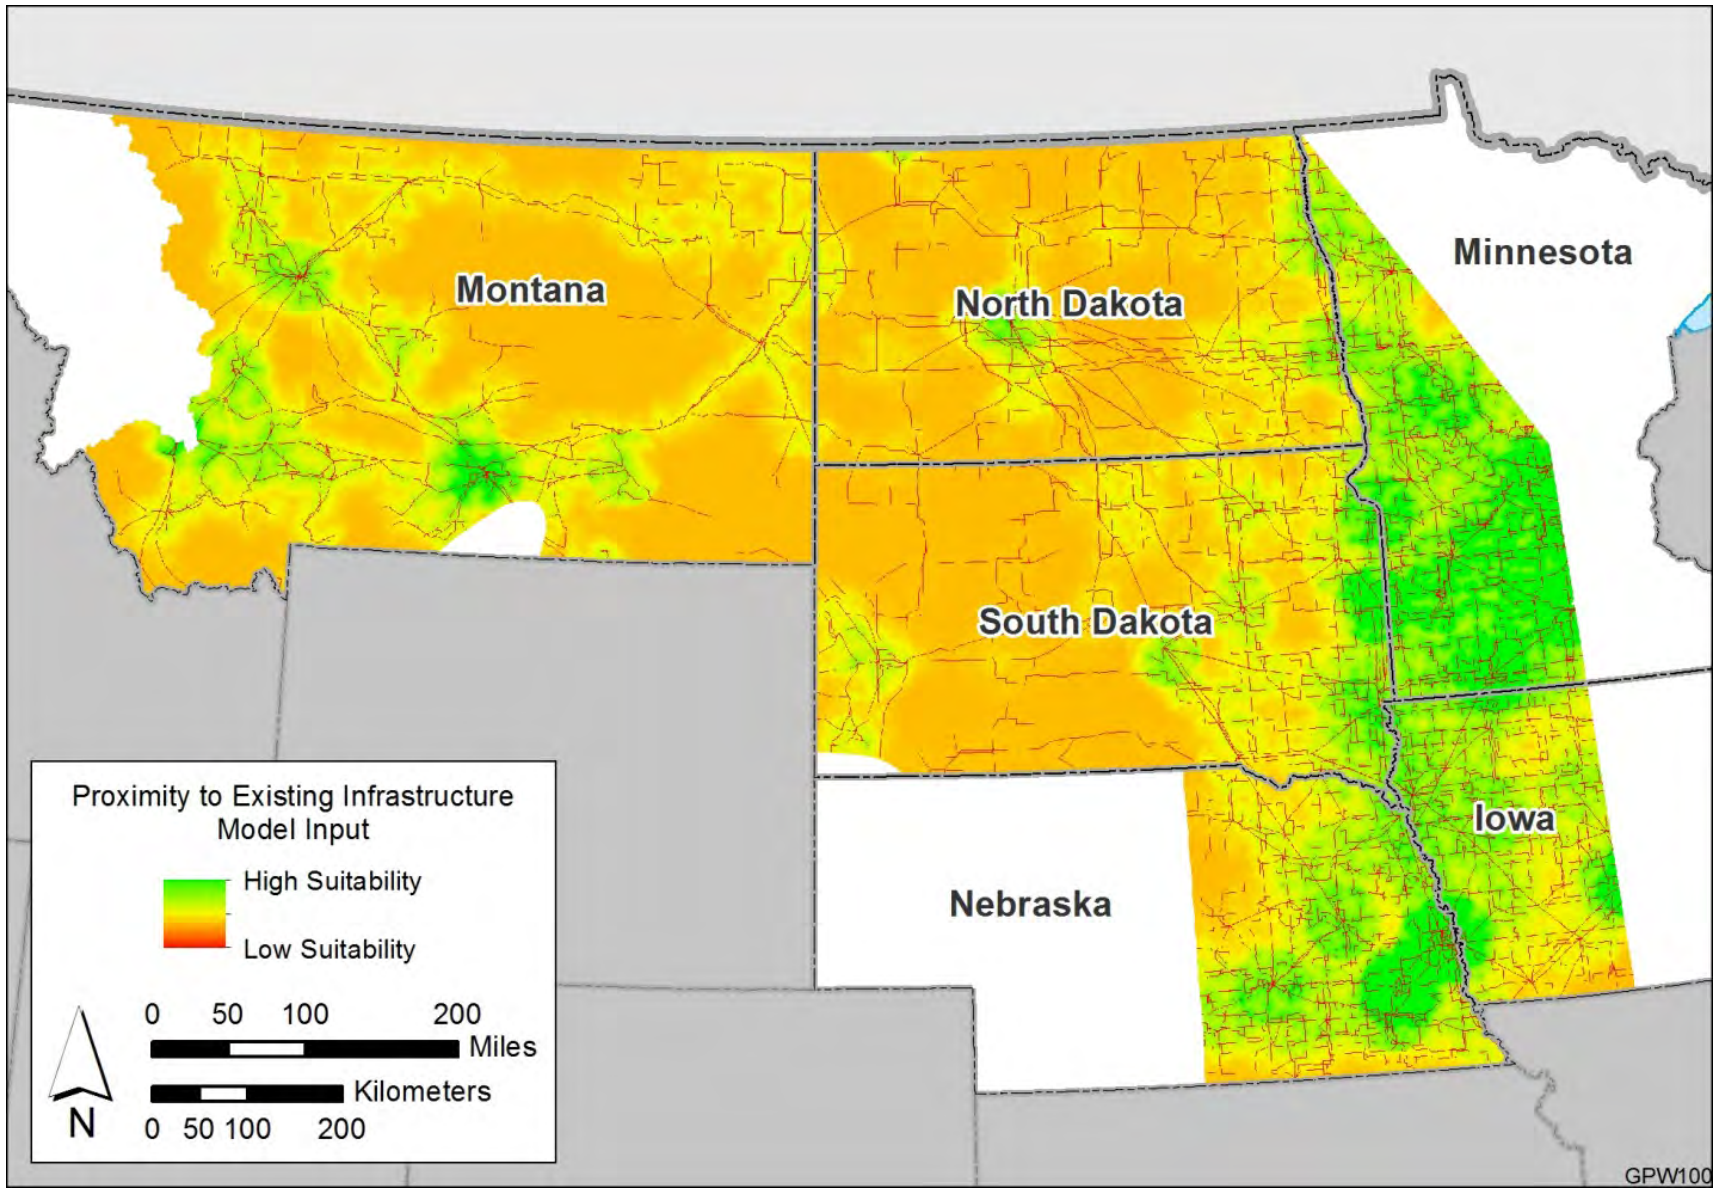 Minnesota
Montana
North Dakota
South Dakota
Iowa
Nebraska
Proximity to Existing Infrastructure
Model Input
High Suitability
Low Suitability
0 50 100 200
Miles
Kilometers
0 50 100 200
N
GPW100